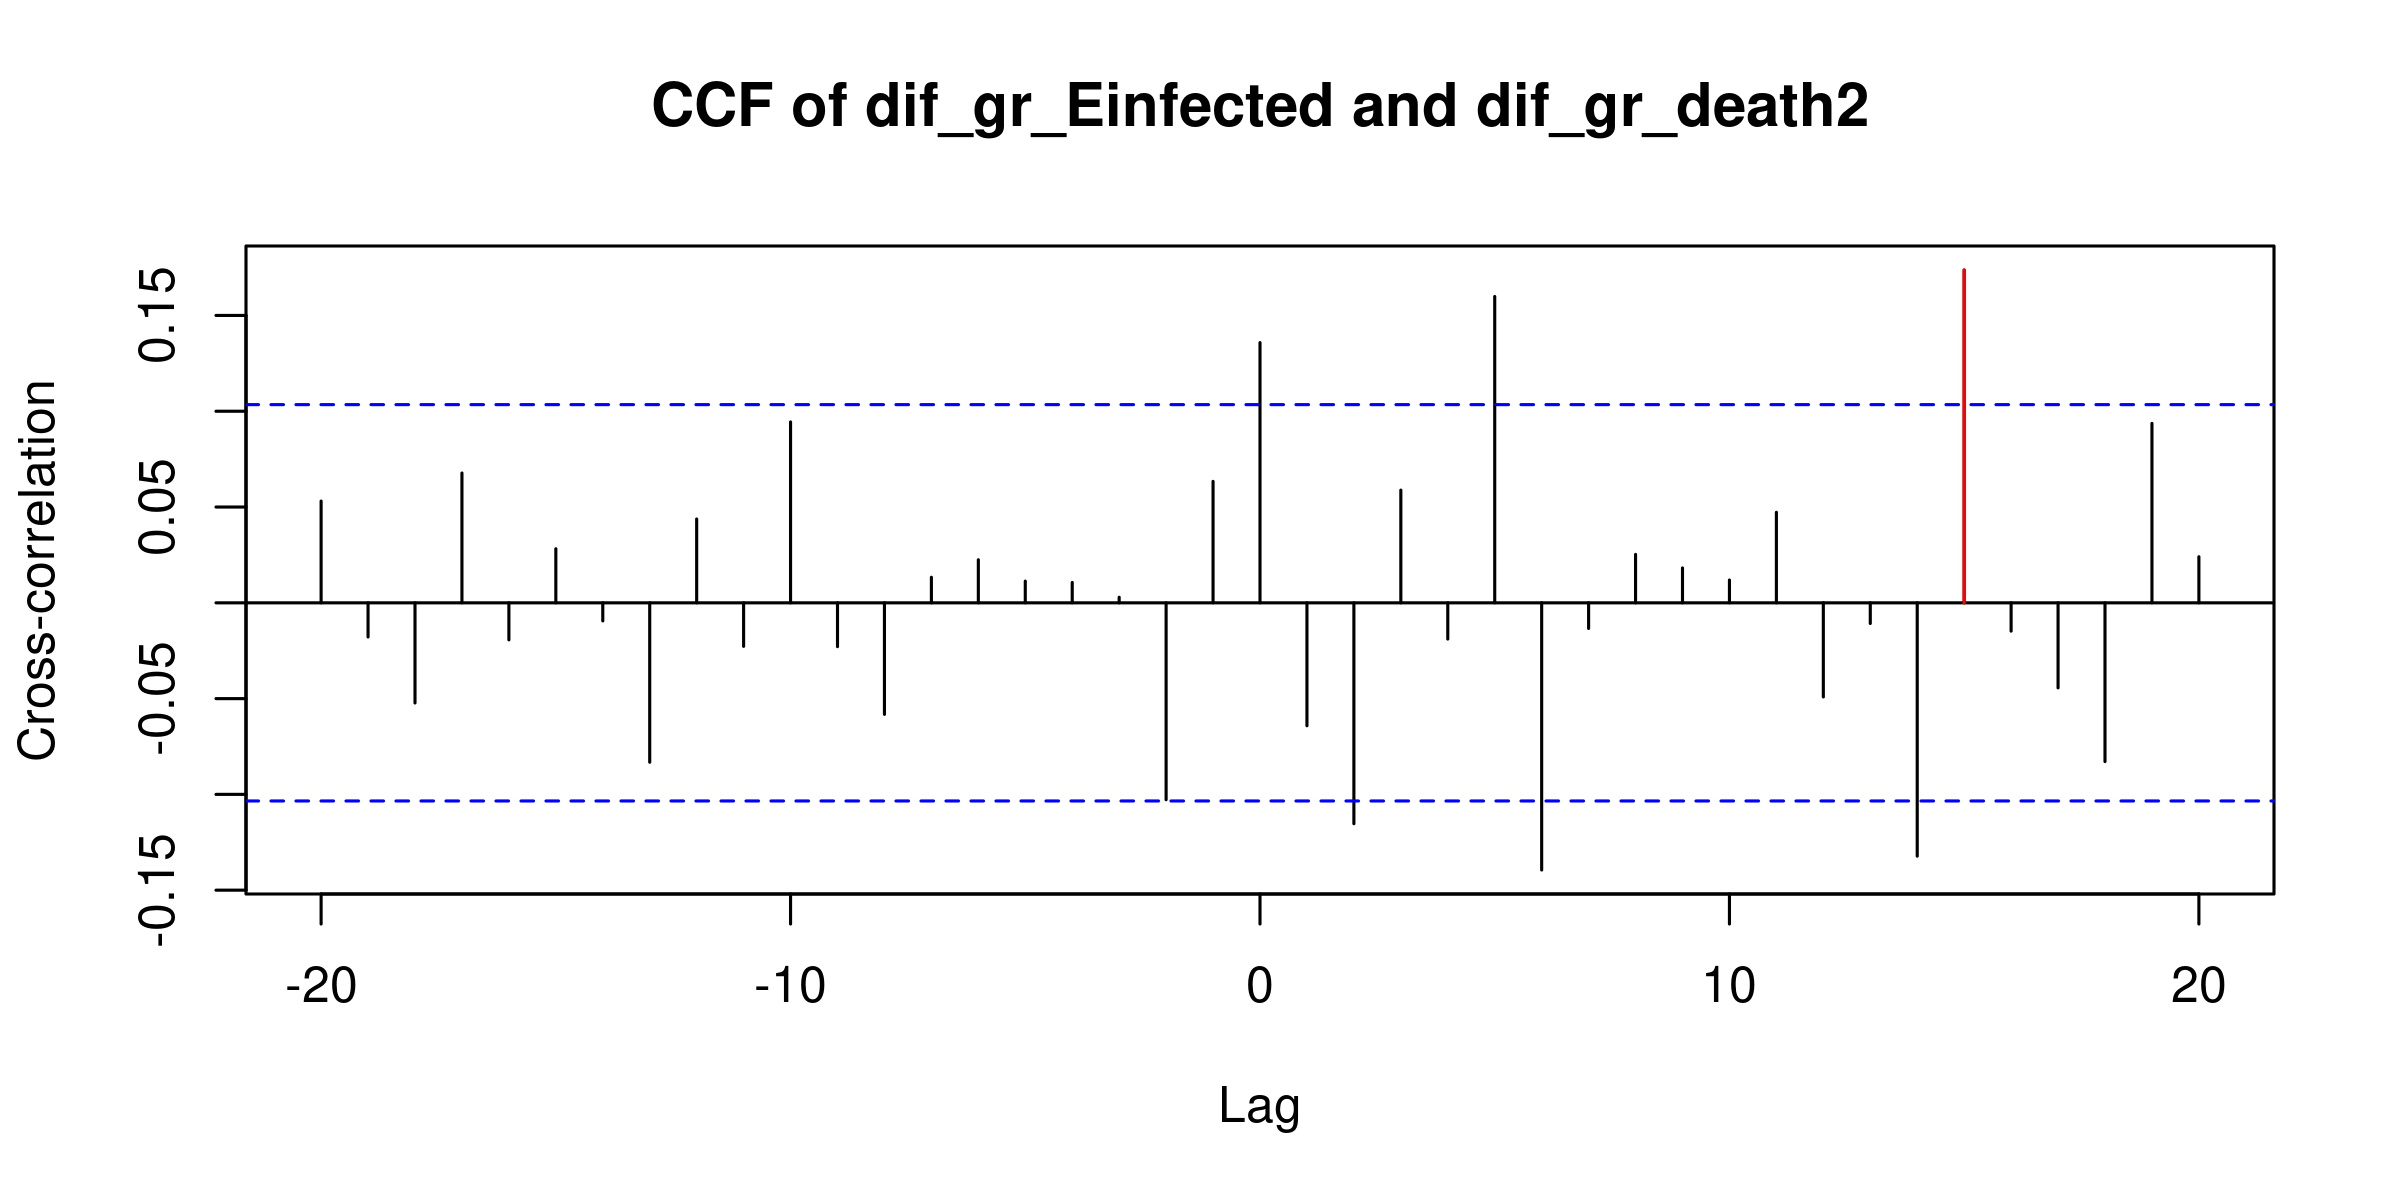 CCF of dif_gr_Einfected and dif_gr_death2
Cross-correlation
0.15
0.05
-0.05
-0.15
-20 -10 0 10 20
Lag